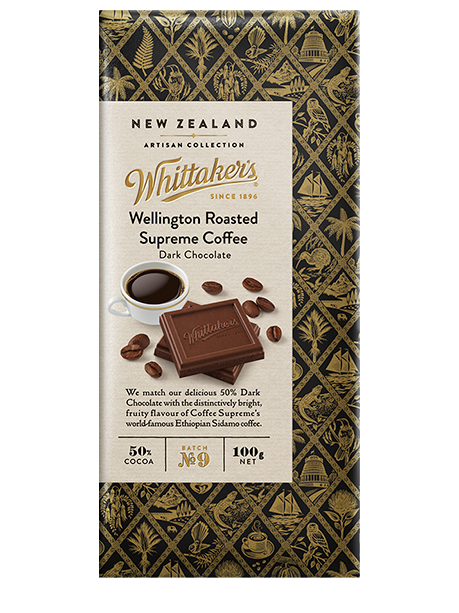 NEW ZEALAND
ARTISAN COLLECTION
Whittaker's®
SINCE 1896
Wellington Roasted
Supreme Coffee
Dark Chocolate
Whittaker's
We match our delicious 50% Dark
Chocolate with the distinctively bright,
fruity flavour of Coffee Supreme's
world-famous Ethiopian Sidamo coffee.
50% COCOA
BATCH Nº9
100g NET